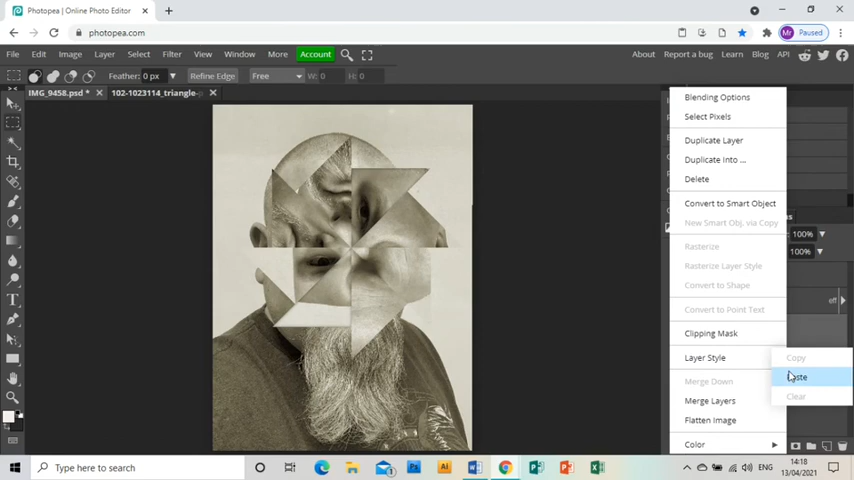 Photopea | Online Photo Editor
photopea.com
Mr Paused
File Edit Image Layer Select Filter View Window More Account
About Report a bug Learn Blog API
Feather: 0 px Refine Edge Free W: 0 H: 0
IMG_9458.psd * 102-1023114_triangle-p
Blending Options
Select Pixels
Duplicate Layer
Duplicate Into ...
Delete
Convert to Smart Object
New Smart Obj. via Copy
100%
Rasterize
100%
Rasterize Layer Style
Convert to Shape
eff
Convert to Point Text
Clipping Mask
Layer Style Copy
Merge Down
Clear
Merge Layers
Flatten Image
Color
Type here to search
ENG
14:18
13/04/2021